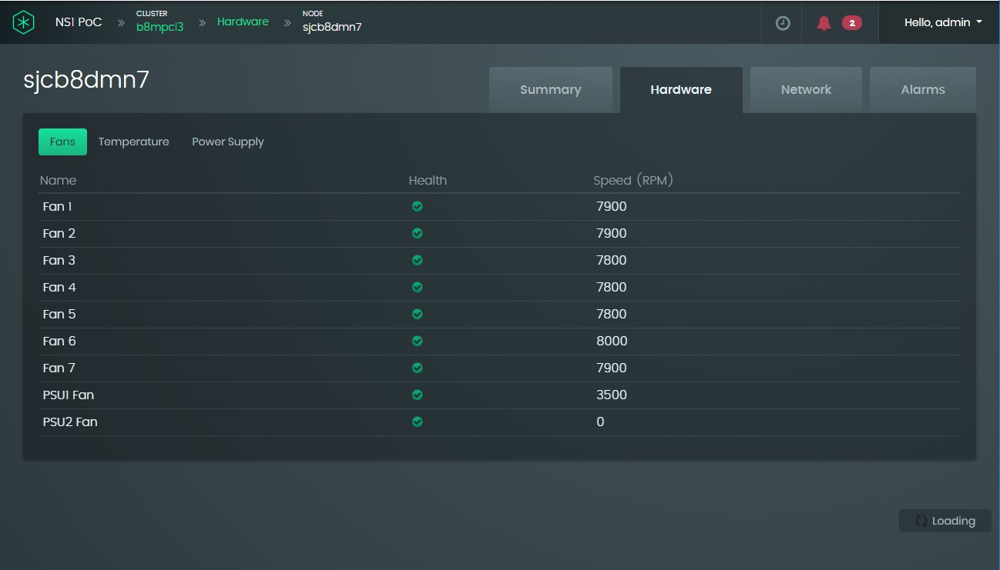 NS1 PoC » CLUSTER » Hardware » NODE
b8mpcl3 sjcb8dmn7
2 Hello, admin
sjcb8dmn7
Summary Hardware Network Alarms
Fans Temperature Power Supply
Name Health Speed (RPM)
Fan 1 7900
Fan 2 7900
Fan 3 7800
Fan 4 7800
Fan 5 7800
Fan 6 8000
Fan 7 7900
PSU1 Fan 3500
PSU2 Fan 0
Loading